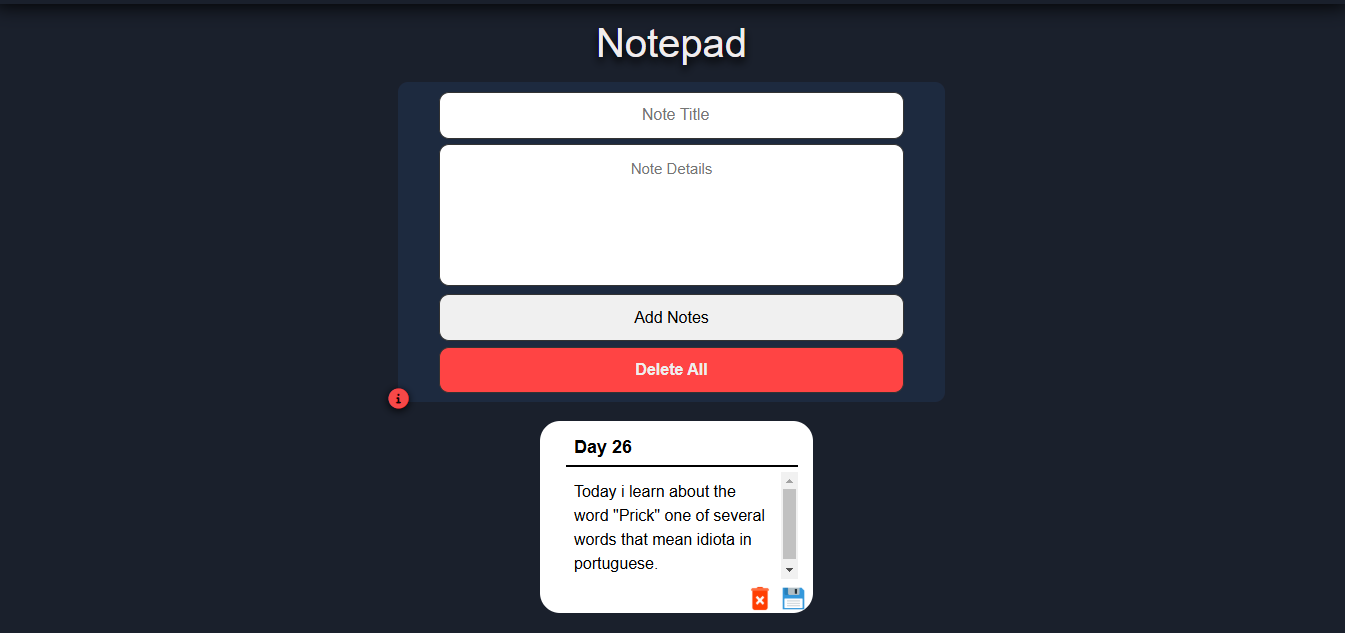 Notepad
Note Title
Note Details
Add Notes
Delete All
i
Day 26
Today i learn about the
word "Prick" one of several
words that mean idiota in
portuguese.